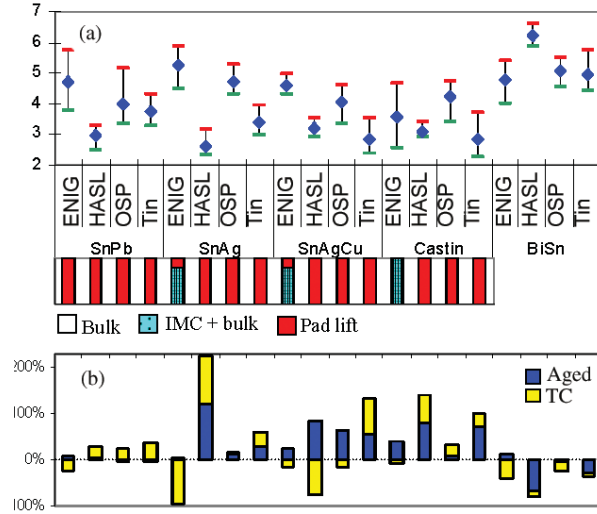 7
(a)
6
5
4
3
2
ENIG HASL OSP Tin ENIG HASL OSP Tin ENIG HASL OSP Tin ENIG HASL OSP Tin ENIG HASL OSP Tin
SnPb SnAg SnAgCu Castin BiSn
Bulk IMC + bulk Pad lift
200%
(b)
Aged
TC
100%
0%
100%